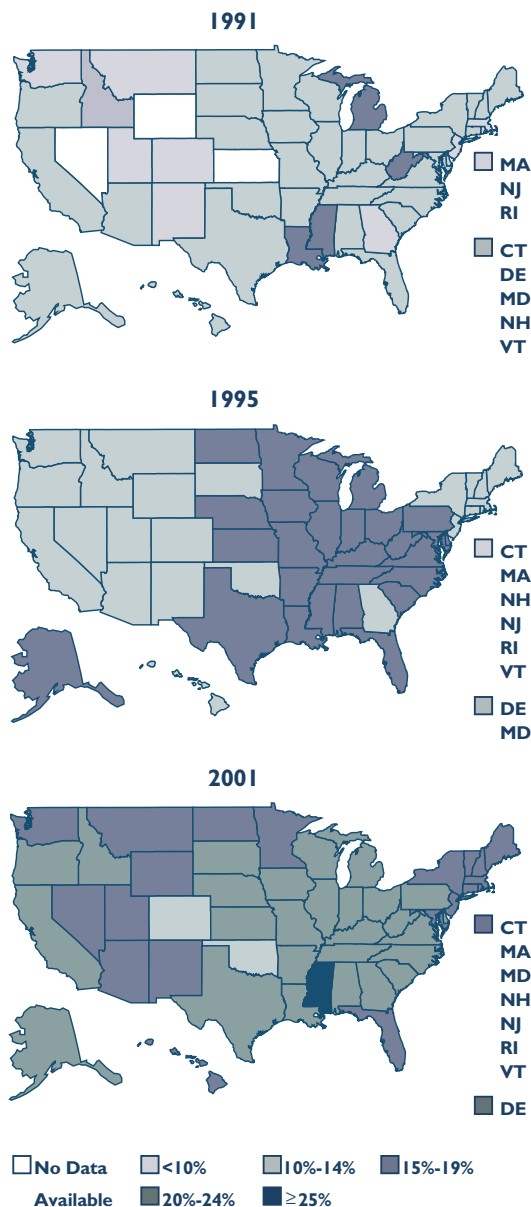 1991
MA
NJ
RI
CT
DE
MD
NH
VT
1995
CT
MA
NH
NJ
RI
VT
DE
MD
2001
CT
MA
MD
NH
NJ
RI
VT
DE
No Data <10% 10%-14% 15%-19%
Available 20%-24% ≥25%